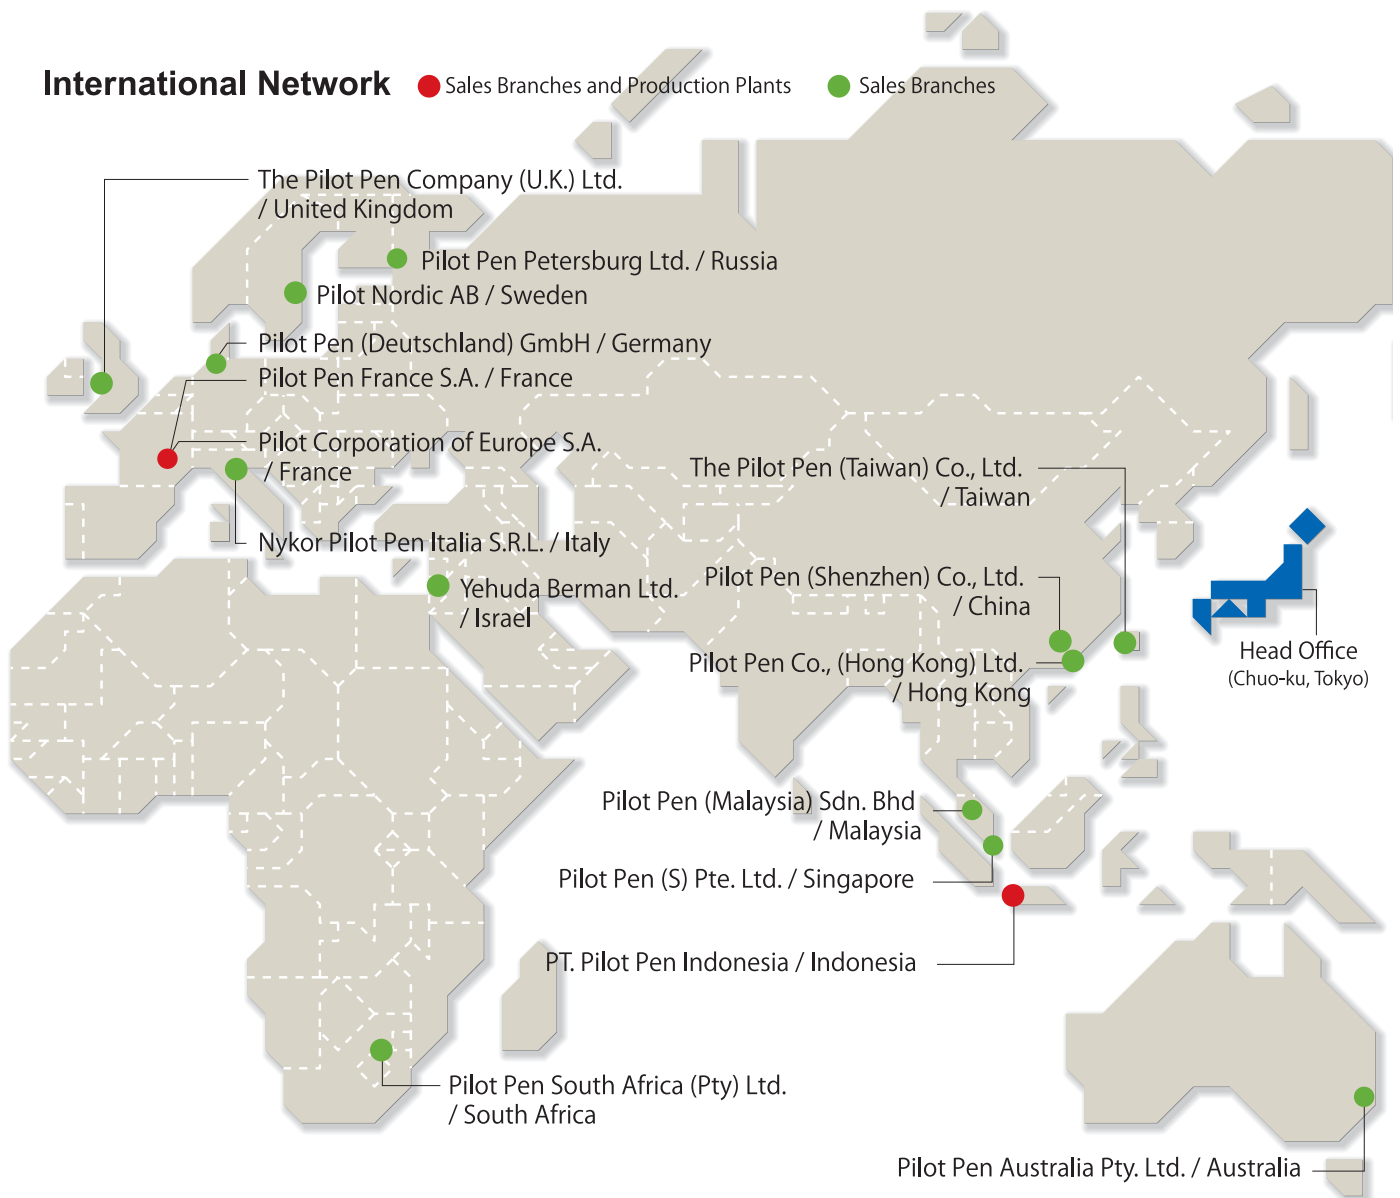 International Network
Sales Branches and Production Plants
Sales Branches
The Pilot Pen Company (U.K.) Ltd.
/ United Kingdom
Pilot Pen Petersburg Ltd. / Russia
Pilot Nordic AB / Sweden
Pilot Pen (Deutschland) GmbH / Germany
Pilot Pen France S.A. / France
Pilot Corporation of Europe S.A.
/ France
Nykor Pilot Pen Italia S.R.L. / Italy
Yehuda Berman Ltd.
/ Israel
The Pilot Pen (Taiwan) Co., Ltd.
/ Taiwan
Pilot Pen (Shenzhen) Co., Ltd.
/ China
Pilot Pen Co., (Hong Kong) Ltd.
/ Hong Kong
Head Office
(Chuo-ku, Tokyo)
Pilot Pen (Malaysia) Sdn. Bhd
/ Malaysia
Pilot Pen (S) Pte. Ltd. / Singapore
PT. Pilot Pen Indonesia / Indonesia
Pilot Pen South Africa (Pty) Ltd.
/ South Africa
Pilot Pen Australia Pty. Ltd. / Australia